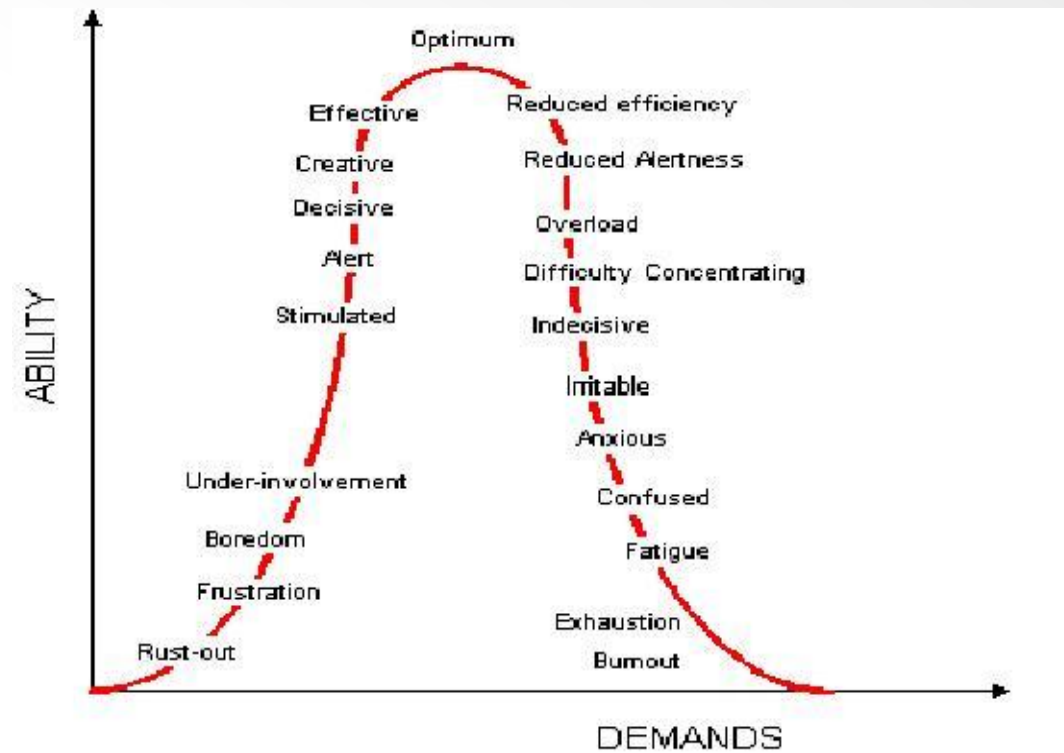 Optimum
Effective
Reduced efficiency
Creative
Reduced Alertness
Decisive
Overload
Alert
Difficulty Concentrating
Stimulated
Indecisive
Irritable
ABILITY
Anxious
Under-involvement
Confused
Boredom
Fatigue
Frustration
Exhaustion
Rust-out
Burnout
DEMANDS